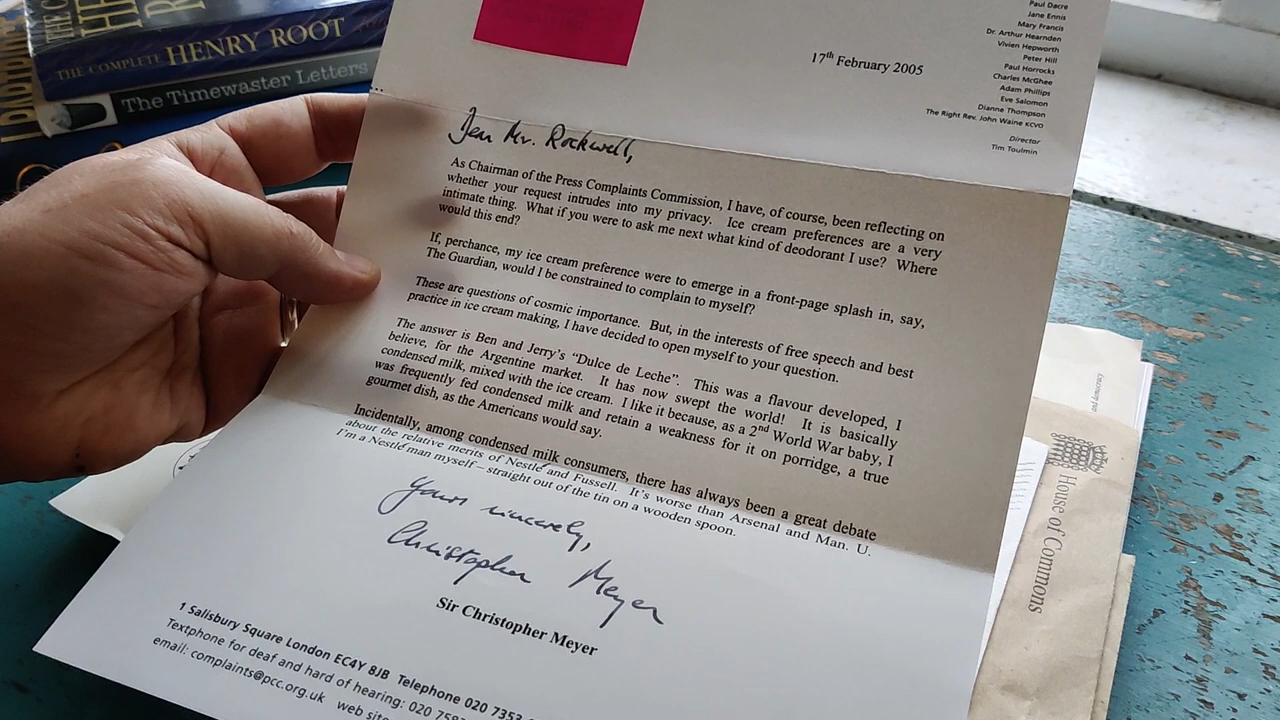 HENRY ROOT
THE COMPLETE
The Timewaster Letters
Paul Dacre
Jane Ennis
Mary Francis
Dr. Arthur Hearnden
Vivien Hepworth
Peter Hill
Paul Horrocks
Charles McGhee
Adam Phillips
Eve Salomon
Dianne Thompson
The Right Rev. John Waine KCVO
Director
Tim Toulmin
17th February 2005
Dear Mr. Rockwell,
As Chairman of the Press Complaints Commission, I have, of course, been reflecting on
whether your request intrudes into my privacy. Ice cream preferences are a very
intimate thing. What if you were to ask me next what kind of deodorant I use? Where
would this end?
If, perchance, my ice cream preference were to emerge in a front-page splash in, say,
The Guardian, would I be constrained to complain to myself?
These are questions of cosmic importance. But, in the interests of free speech and best
practice in ice cream making, I have decided to open myself to your question.
The answer is Ben and Jerry's "Dulce de Leche". This was a flavour developed, I
believe, for the Argentine market. It has now swept the world! It is basically
condensed milk, mixed with the ice cream. I like it because, as a 2nd World War baby, I
was frequently fed condensed milk and retain a weakness for it on porridge, a true
gourmet dish, as the Americans would say.
Incidentally, among condensed milk consumers, there has always been a great debate
about the relative merits of Nestlé and Fussell. It's worse than Arsenal and Man. U.
I'm a Nestlé man myself – straight out of the tin on a wooden spoon.
Yours sincerely,
Christopher Meyer
Sir Christopher Meyer
1 Salisbury Square London EC4Y 8JB Telephone 020 7353
Textphone for deaf and hard of hearing: 020 758
email: complaints@pcc.org.uk web site
House of Commons